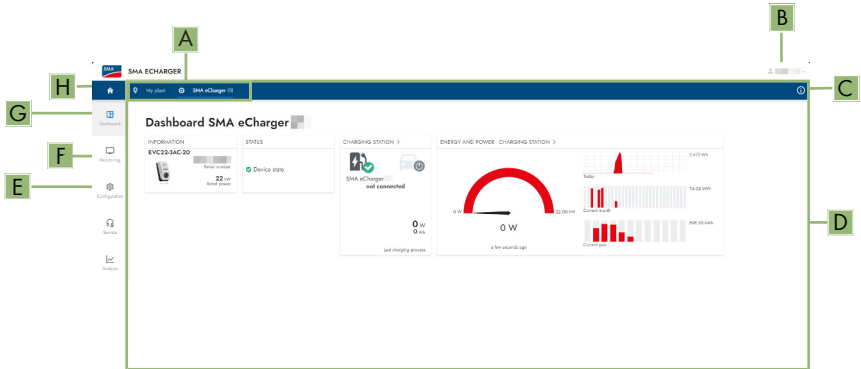 A
B
SMA
SMA ECHARGER
H
My plant
SMA eCharger
C
G
Dashboard
Dashboard SMA eCharger
INFORMATION
STATUS
CHARGING STATION >
ENERGY AND POWER CHARGING STATION >
EVC22-3AC-20
Serial number
22 kW
Rated power
Device state
SMA eCharger
not connected
0 W
0 Wh
Last charging process
0 W
22.00 kW
0 W
a few seconds ago
Today
Current month
74.02 kWh
Current year
F
Monitoring
E
Configuration
Service
Analysis
D